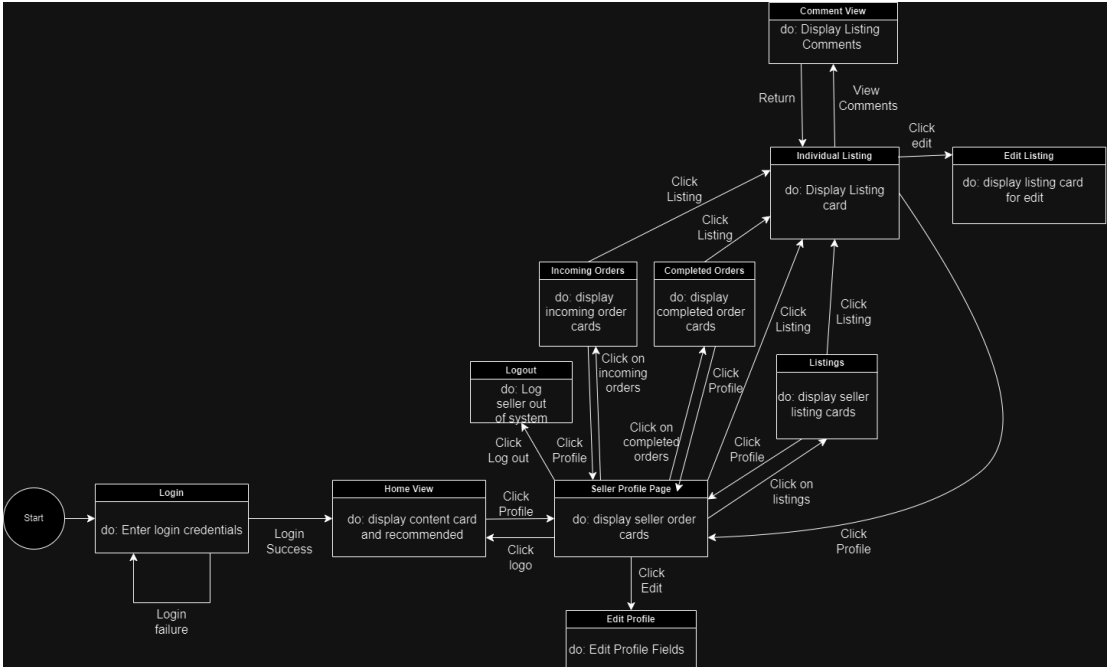 Comment View
do: Display Listing
Comments
Return
View
Comments
Click
edit
Individual Listing
do: Display Listing
card
Edit Listing
do: display listing card
for edit
Click
Listing
Click
Listing
Incoming Orders
do: display
incoming order
cards
Completed Orders
do: display
completed order
cards
Click
Listing
Click
Listing
Click on
incoming
orders
Click
Profile
Listings
do: display seller
listing cards
Logout
do: Log
seller out
of system
Click
Log out
Click
Profile
Click on
completed
orders
Click
Profile
Click on
listings
Start
Login
do: Enter login credentials
Login
Success
Login
failure
Home View
do: display content card
and recommended
Click
Profile
Click
logo
Seller Profile Page
do: display seller order
cards
Click
Profile
Click
Edit
Edit Profile
do: Edit Profile Fields